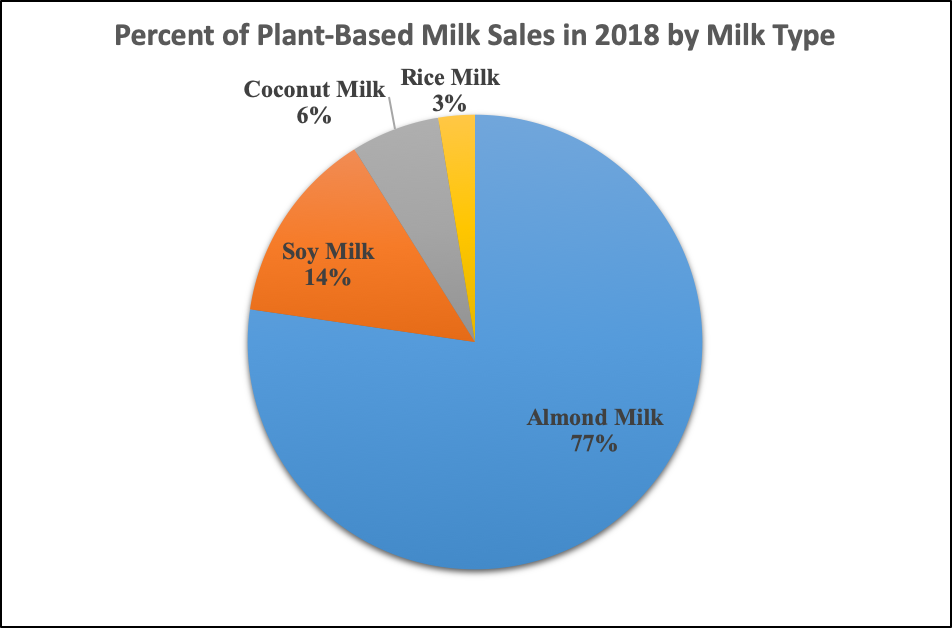 Percent of Plant-Based Milk Sales in 2018 by Milk Type
Rice Milk
3%
Coconut Milk
6%
Soy Milk
14%
Almond Milk
77%